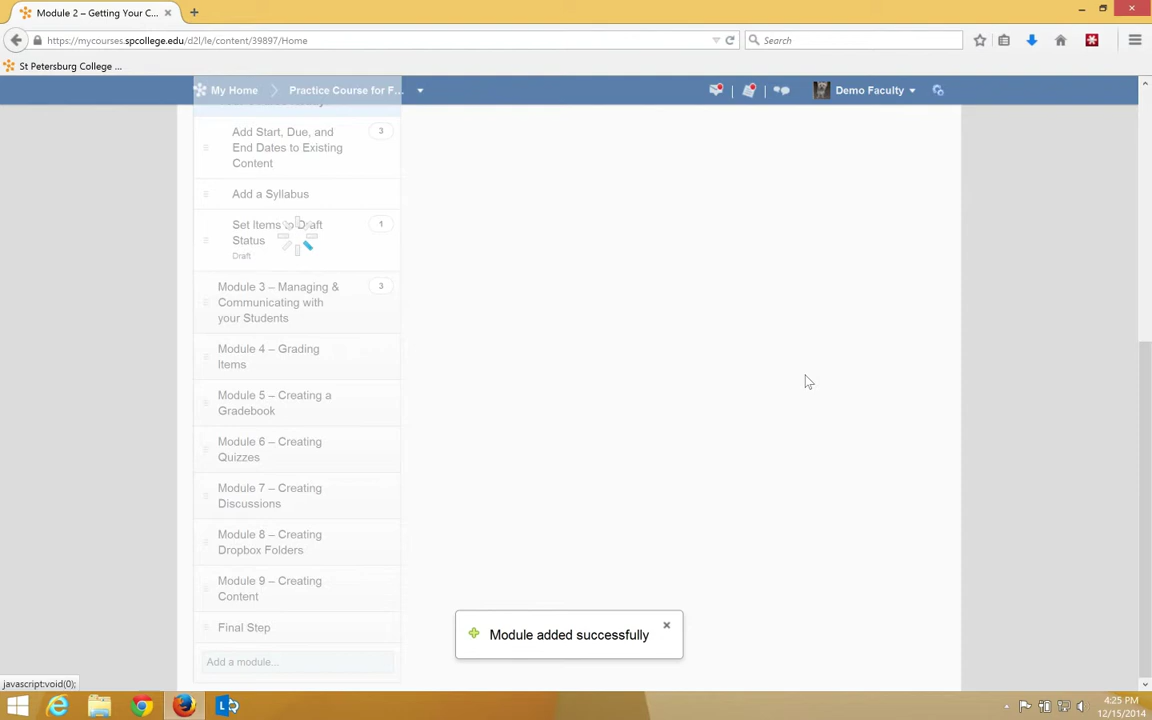 Module 2 – Getting Your C...
https://mycourses.spcollege.edu/d2l/le/content/39897/Home
Search
St Petersburg College ...
My Home
Practice Course for F...
Demo Faculty
Add Start, Due, and
End Dates to Existing
Content
3
Add a Syllabus
Set Items to Draft
Status
Draft
1
Module 3 – Managing &
Communicating with
your Students
3
Module 4 – Grading
Items
Module 5 – Creating a
Gradebook
Module 6 – Creating
Quizzes
Module 7 – Creating
Discussions
Module 8 – Creating
Dropbox Folders
Module 9 – Creating
Content
Final Step
Add a module...
Module added successfully
javascript:void(0);
4:25 PM
12/15/2014